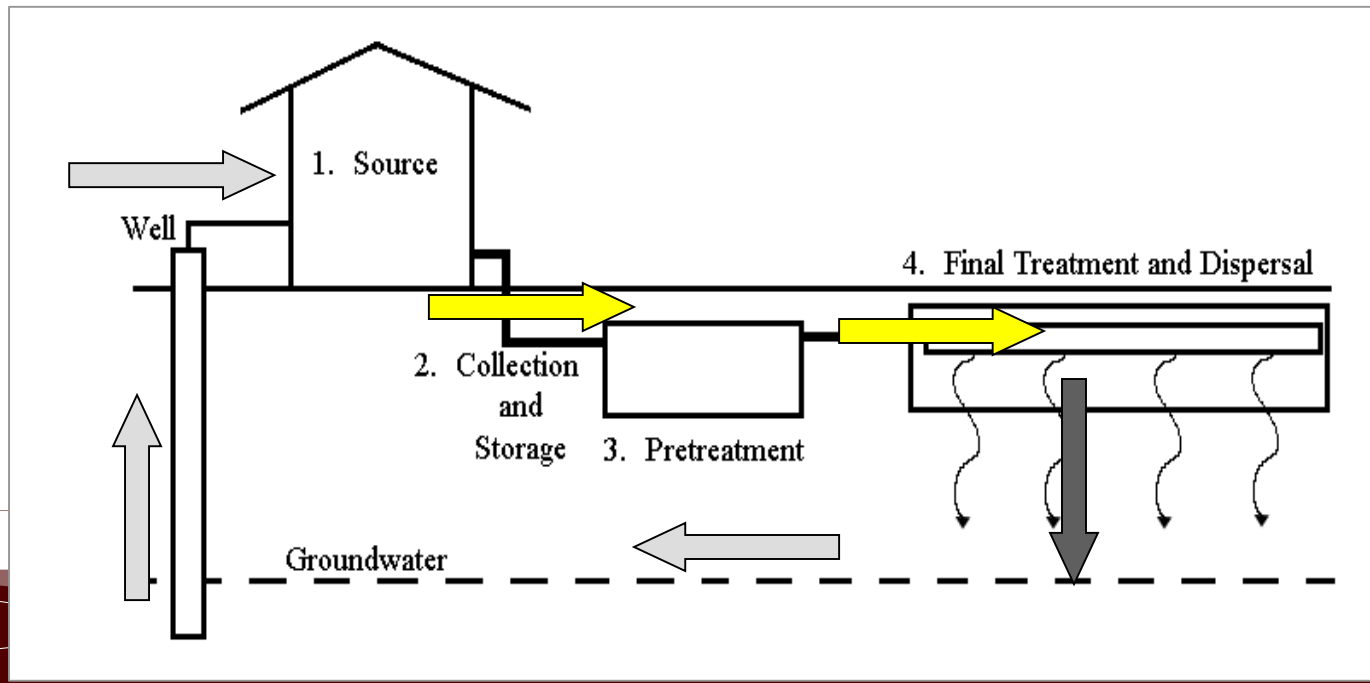 1. Source
Well
4. Final Treatment and Dispersal
2. Collection
and
Storage
3. Pretreatment
Groundwater